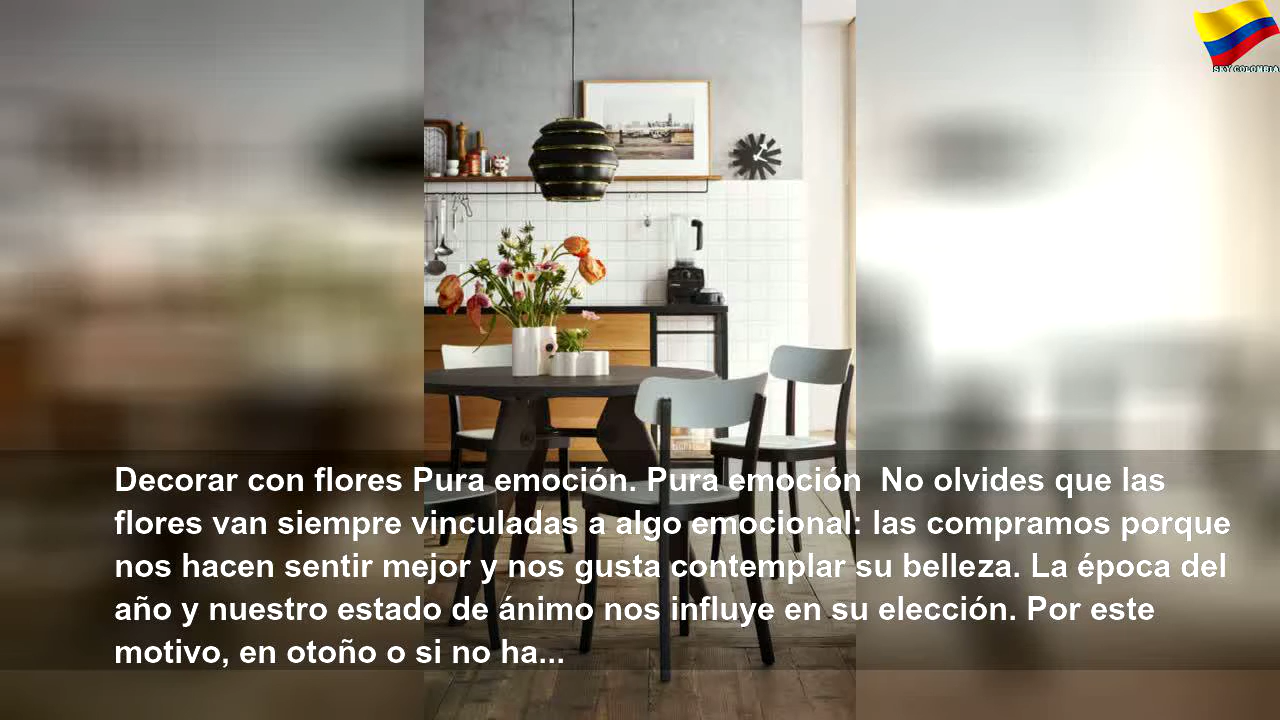 SKY COLOMBIA
Decorar con flores Pura emoción. Pura emoción  No olvides que las
flores van siempre vinculadas a algo emocional: las compramos porque
nos hacen sentir mejor y nos gusta contemplar su belleza. La época del
año y nuestro estado de ánimo nos influye en su elección. Por este
motivo, en otoño o si no ha...